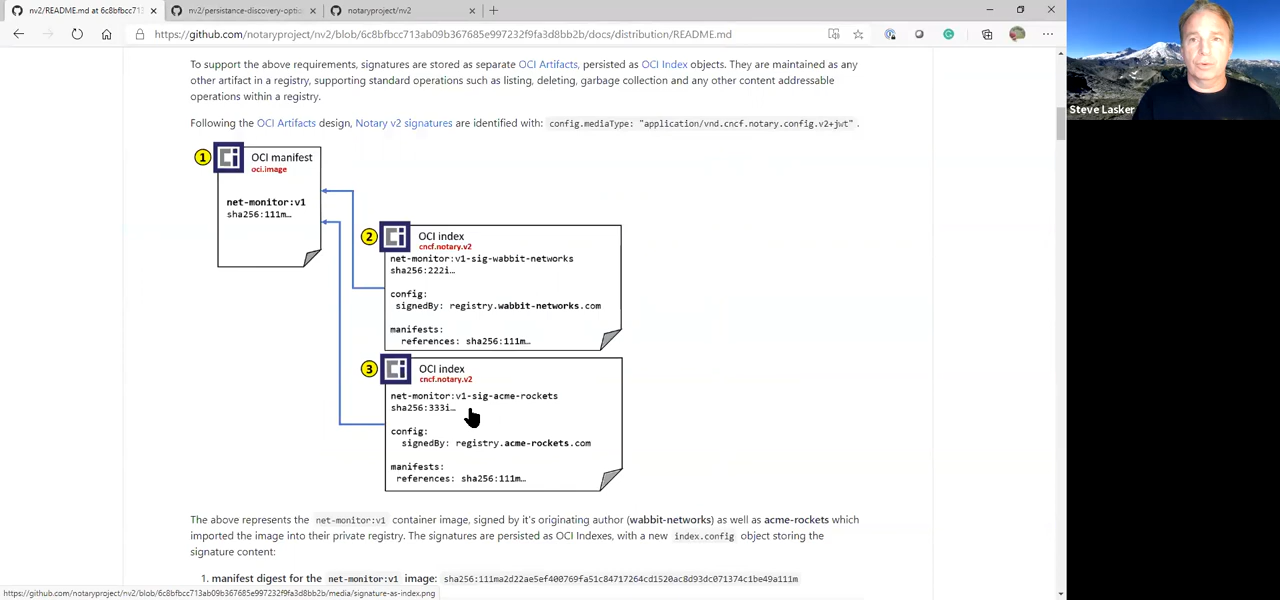 nv2/README.md at 6c8bfbcc713
nv2/persistance-discovery-optio
notaryproject/nv2
https://github.com/notaryproject/nv2/blob/6c8bfbcc713ab09b367685e997232f9fa3d8fbb2b/docs/distribution/README.md
To support the above requirements, signatures are stored as separate OCI Artifacts, persisted as OCI Index objects. They are maintained as any
other artifact in a registry, supporting standard operations such as listing, deleting, garbage collection and any other content addressable
operations within a registry.
Following the OCI Artifacts design, Notary v2 signatures are identified with: config.mediaType: "application/vnd.cncf.notary.config.v2+jwt" .
1
OCI manifest
oci.image
net-monitor:v1
sha256:111m…
2
OCI index
cncf.notary.v2
net-monitor:v1-sig-wabbit-networks
sha256:222i…
config:
signedBy: registry.wabbit-networks.com
manifests:
references: sha256:111m…
3
OCI index
cncf.notary.v2
net-monitor:v1-sig-acme-rockets
sha256:333i…
config:
signedBy: registry.acme-rockets.com
manifests:
references: sha256:111m…
The above represents the net-monitor:v1 container image, signed by it's originating author (wabbit-networks) as well as acme-rockets which
imported the image into their private registry. The signatures are persisted as OCI Indexes, with a new index.config object storing the
signature content:
1. manifest digest for the net-monitor:v1 image: sha256:111ma2d22ae5ef400769fa51c84717264cd1520ac8d93dc071374c1be49a111m
https://github.com/notaryproject/nv2/blob/6c8bfbcc713ab09b367685e997232f9fa3d8fbb2b/media/signature-as-index.png
Steve Lasker